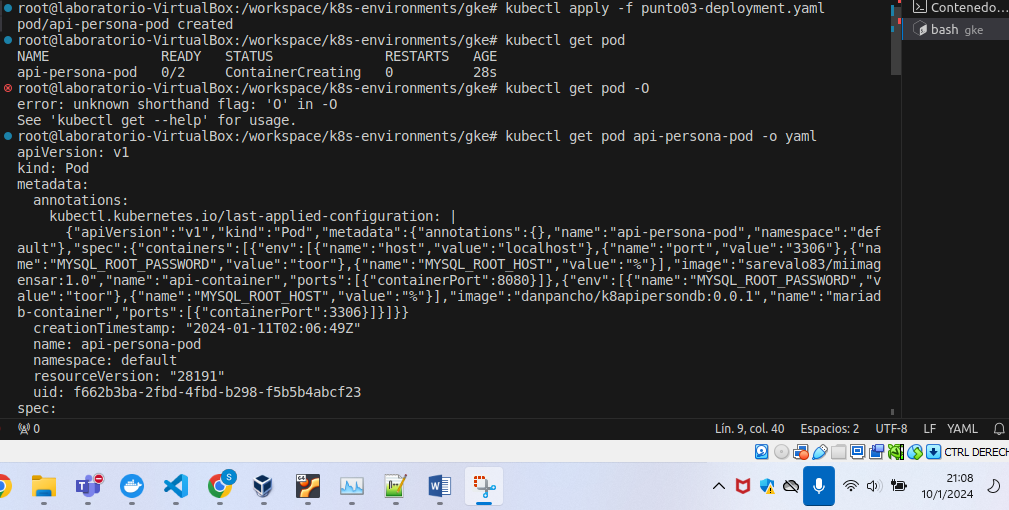 root@laboratorio-VirtualBox:/workspace/k8s-environments/gke# kubectl apply -f punto03-deployment.yaml
pod/api-persona-pod created
root@laboratorio-VirtualBox:/workspace/k8s-environments/gke# kubectl get pod
NAME READY STATUS RESTARTS AGE
api-persona-pod 0/2 ContainerCreating 0 28s
root@laboratorio-VirtualBox:/workspace/k8s-environments/gke# kubectl get pod -O
error: unknown shorthand flag: 'O' in -O
See 'kubectl get --help' for usage.
root@laboratorio-VirtualBox:/workspace/k8s-environments/gke# kubectl get pod api-persona-pod -o yaml
apiVersion: v1
kind: Pod
metadata:
annotations:
kubectl.kubernetes.io/last-applied-configuration: |
{"apiVersion":"v1","kind":"Pod","metadata":{"annotations":{},"name":"api-persona-pod","namespace":"def
ault"},"spec":{"containers":[{"env":[{"name":"host","value":"localhost"},{"name":"port","value":"3306"},{"na
me":"MYSQL_ROOT_PASSWORD","value":"toor"},{"name":"MYSQL_ROOT_HOST","value":"%"}],"image":"sarevalo83/miimag
ensar:1.0","name":"api-container","ports":[{"containerPort":8080}]},{"env":[{"name":"MYSQL_ROOT_PASSWORD","v
alue":"toor"},{"name":"MYSQL_ROOT_HOST","value":"%"}],"image":"danpancho/k8apipersondb:0.0.1","name":"mariad
b-container","ports":[{"containerPort":3306}]}]}}
creationTimestamp: "2024-01-11T02:06:49Z"
name: api-persona-pod
namespace: default
resourceVersion: "28191"
uid: f662b3ba-2fbd-4fbd-b298-f5b5b4abcf23
spec:
Contenedo...
bash gke
0
Lín. 9, col. 40 Espacios: 2 UTF-8 LF YAML
CTRL DERECH
S
21:08
10/1/2024